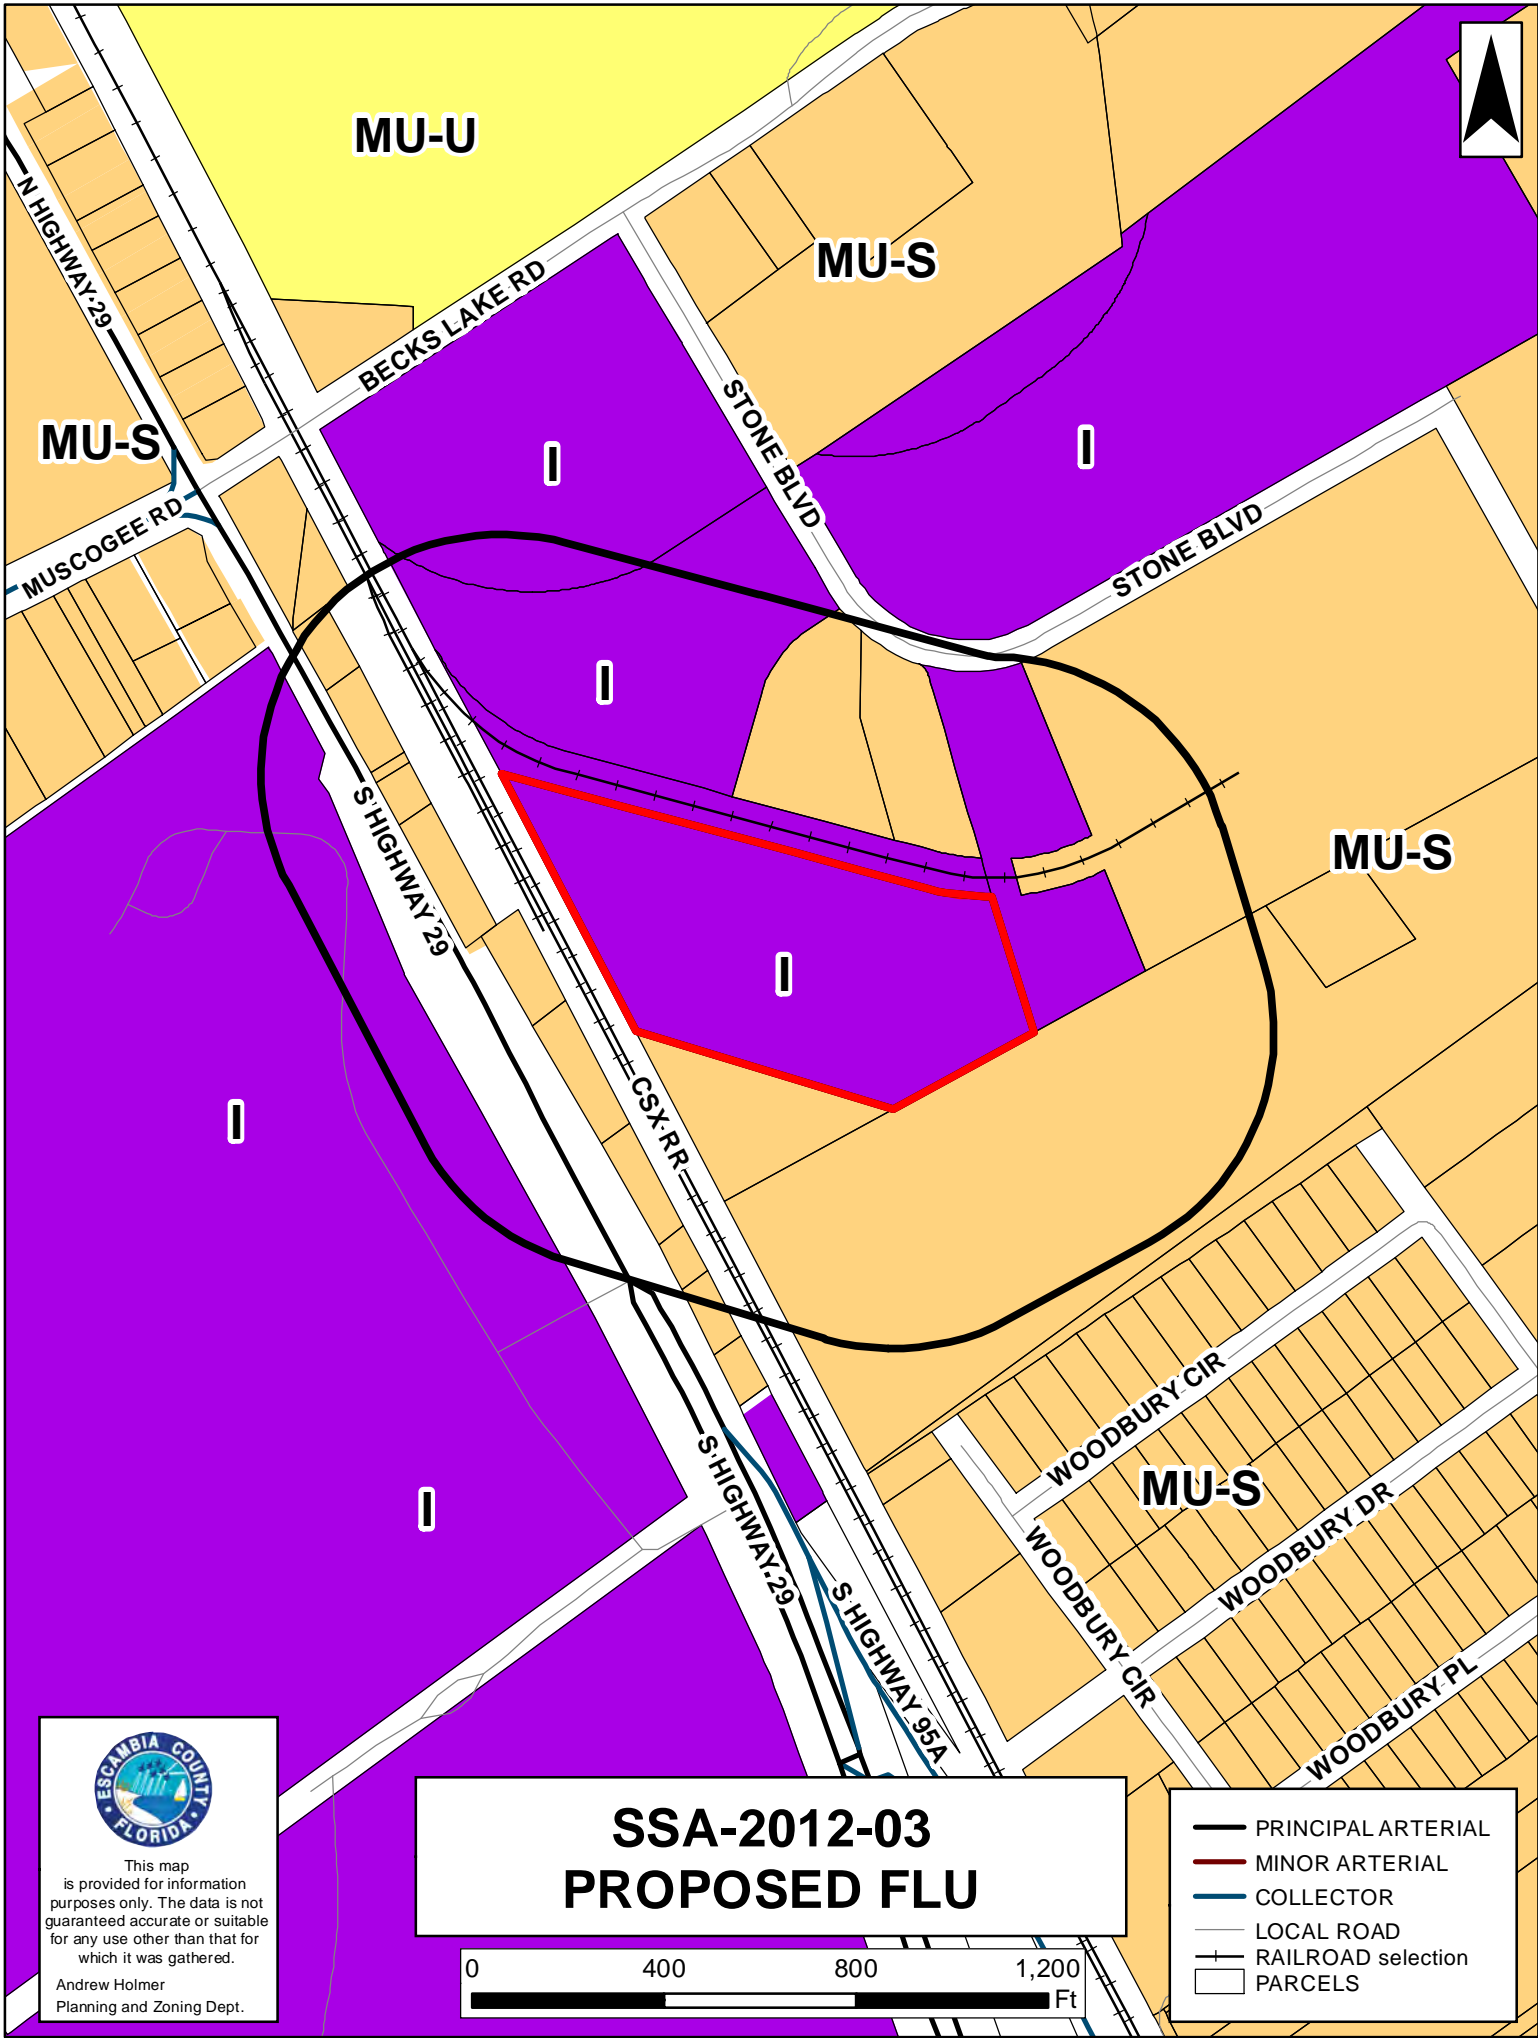 MU-U
N HIGHWAY 29
MU-S
BECKS LAKE RD
MU-S
STONE BLVD
I
I
MUSCOGEE RD
STONE BLVD
I
S HIGHWAY 29
MU-S
I
I
CSX RR
WOODBURY CIR
MU-S
I
S HIGHWAY 29
WOODBURY DR
WOODBURY CIR
S HIGHWAY 95A
WOODBURY PL
ESCAMBIA COUNTY
FLORIDA
This map
is provided for information
purposes only. The data is not
guaranteed accurate or suitable
for any use other than that for
which it was gathered.
Andrew Holmer
Planning and Zoning Dept.
SSA-2012-03
PROPOSED FLU
0 400 800 1,200
Ft
PRINCIPAL ARTERIAL
MINOR ARTERIAL
COLLECTOR
LOCAL ROAD
RAILROAD selection
PARCELS